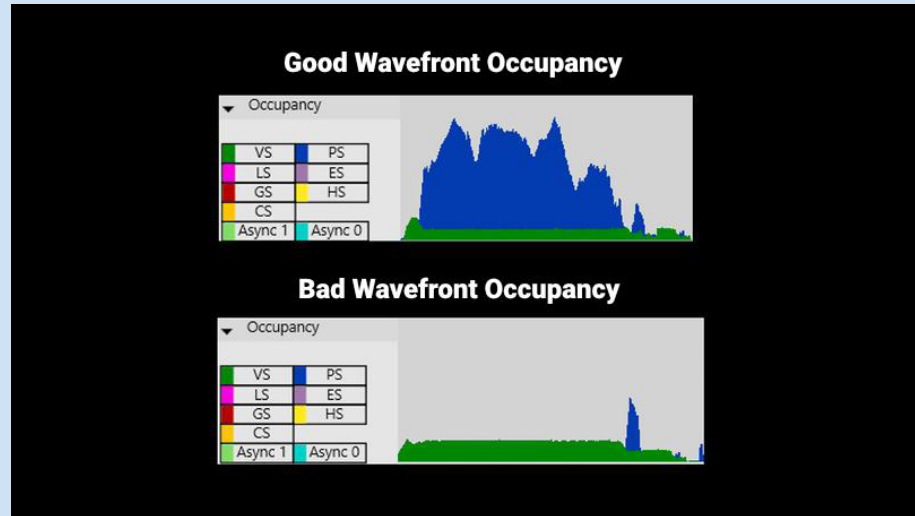 Good Wavefront Occupancy
Occupancy
VS PS
LS ES
GS HS
CS
Async 1 Async 0
Bad Wavefront Occupancy
Occupancy
VS PS
LS ES
GS HS
CS
Async 1 Async 0